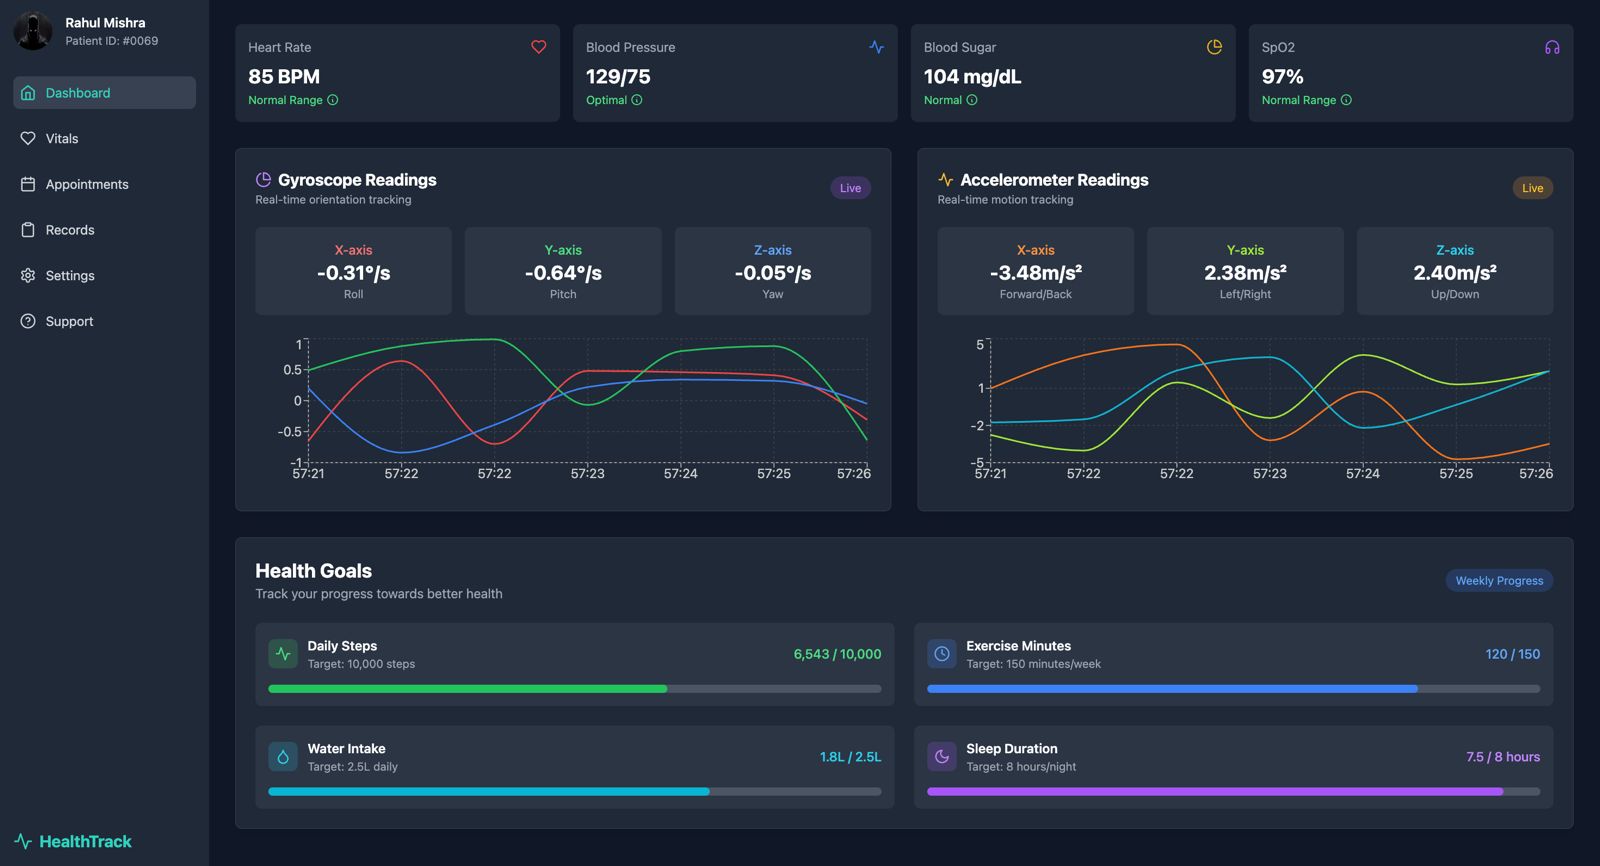 Rahul Mishra
Patient ID: #0069
Dashboard
Vitals
Appointments
Records
Settings
Support
HealthTrack
Heart Rate
85 BPM
Normal Range
Blood Pressure
129/75
Optimal
Blood Sugar
104 mg/dL
Normal
SpO2
97%
Normal Range
Gyroscope Readings
Real-time orientation tracking
Live
X-axis
-0.31°/s
Roll
Y-axis
-0.64°/s
Pitch
Z-axis
-0.05°/s
Yaw
1
0.5
0
-0.5
-1
57:21 57:22 57:22 57:23 57:24 57:25 57:26
Accelerometer Readings
Real-time motion tracking
Live
X-axis
-3.48m/s²
Forward/Back
Y-axis
2.38m/s²
Left/Right
Z-axis
2.40m/s²
Up/Down
5
1
-2
-5
57:21 57:22 57:22 57:23 57:24 57:25 57:26
Health Goals
Track your progress towards better health
Weekly Progress
Daily Steps
Target: 10,000 steps
6,543 / 10,000
Exercise Minutes
Target: 150 minutes/week
120 / 150
Water Intake
Target: 2.5L daily
1.8L / 2.5L
Sleep Duration
Target: 8 hours/night
7.5 / 8 hours